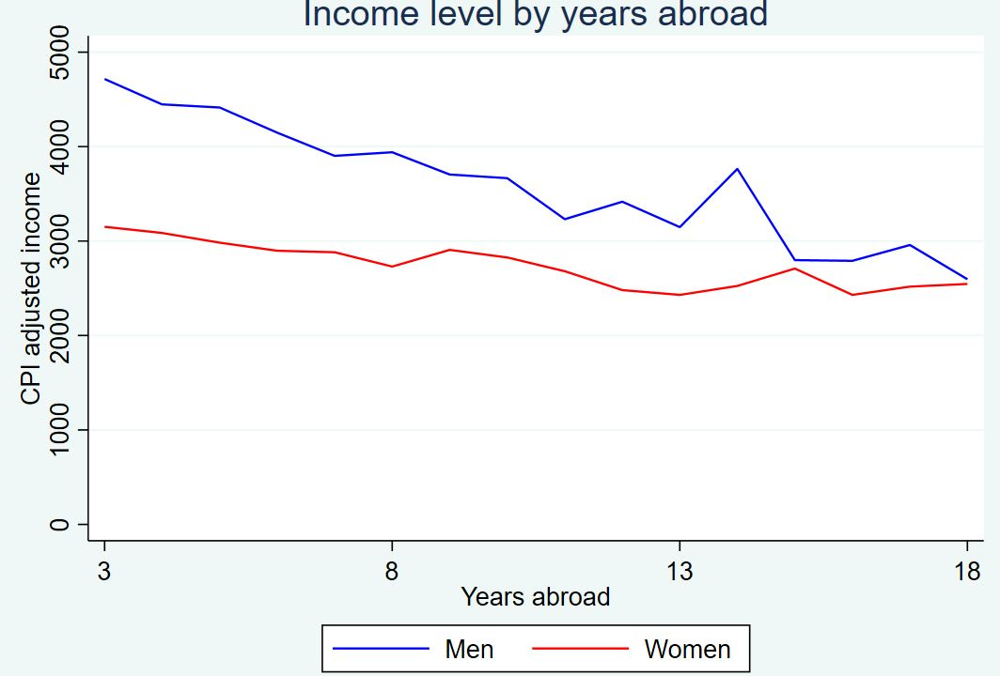 Income level by years abroad
CPI adjusted income
5000
4000
3000
2000
1000
0
3 8 13 18
Years abroad
Men Women